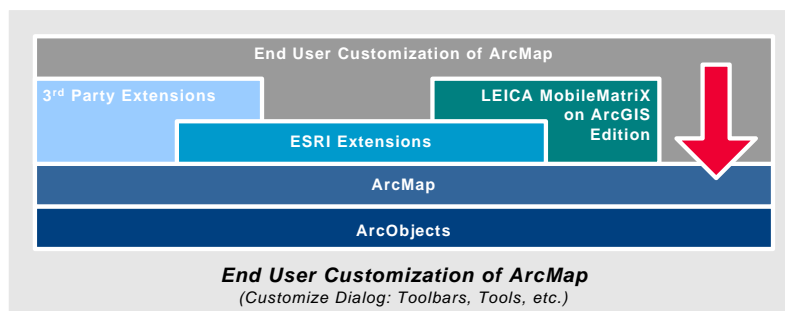 End User Customization of ArcMap
3rd Party Extensions
LEICA MobileMatriX
on ArcGIS
Edition
ESRI Extensions
ArcMap
ArcObjects
End User Customization of ArcMap
(Customize Dialog: Toolbars, Tools, etc.)